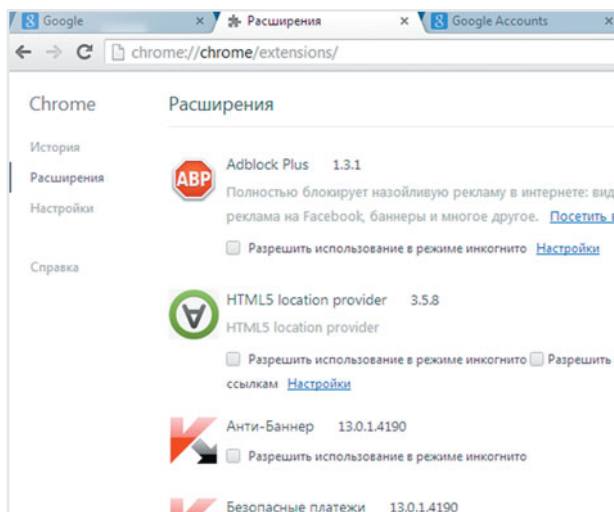 Google
Расширения
Google Accounts
chrome://chrome/extensions/
Chrome
Расширения
История
Расширения
Настройки
Справка
ABP
Adblock Plus 1.3.1
Полностью блокирует назойливую рекламу в интернете:
реклама на Facebook, баннеры и многое другое. Посетить
Разрешить использование в режиме инкогнито Настройки
HTML5 location provider 3.5.8
HTML5 location provider
Разрешить использование в режиме инкогнито Разрешить
ссылкам Настройки
Анти-Баннер 13.0.1.4190
Разрешить использование в режиме инкогнито
Безопасные платежи 13.0.1.4190